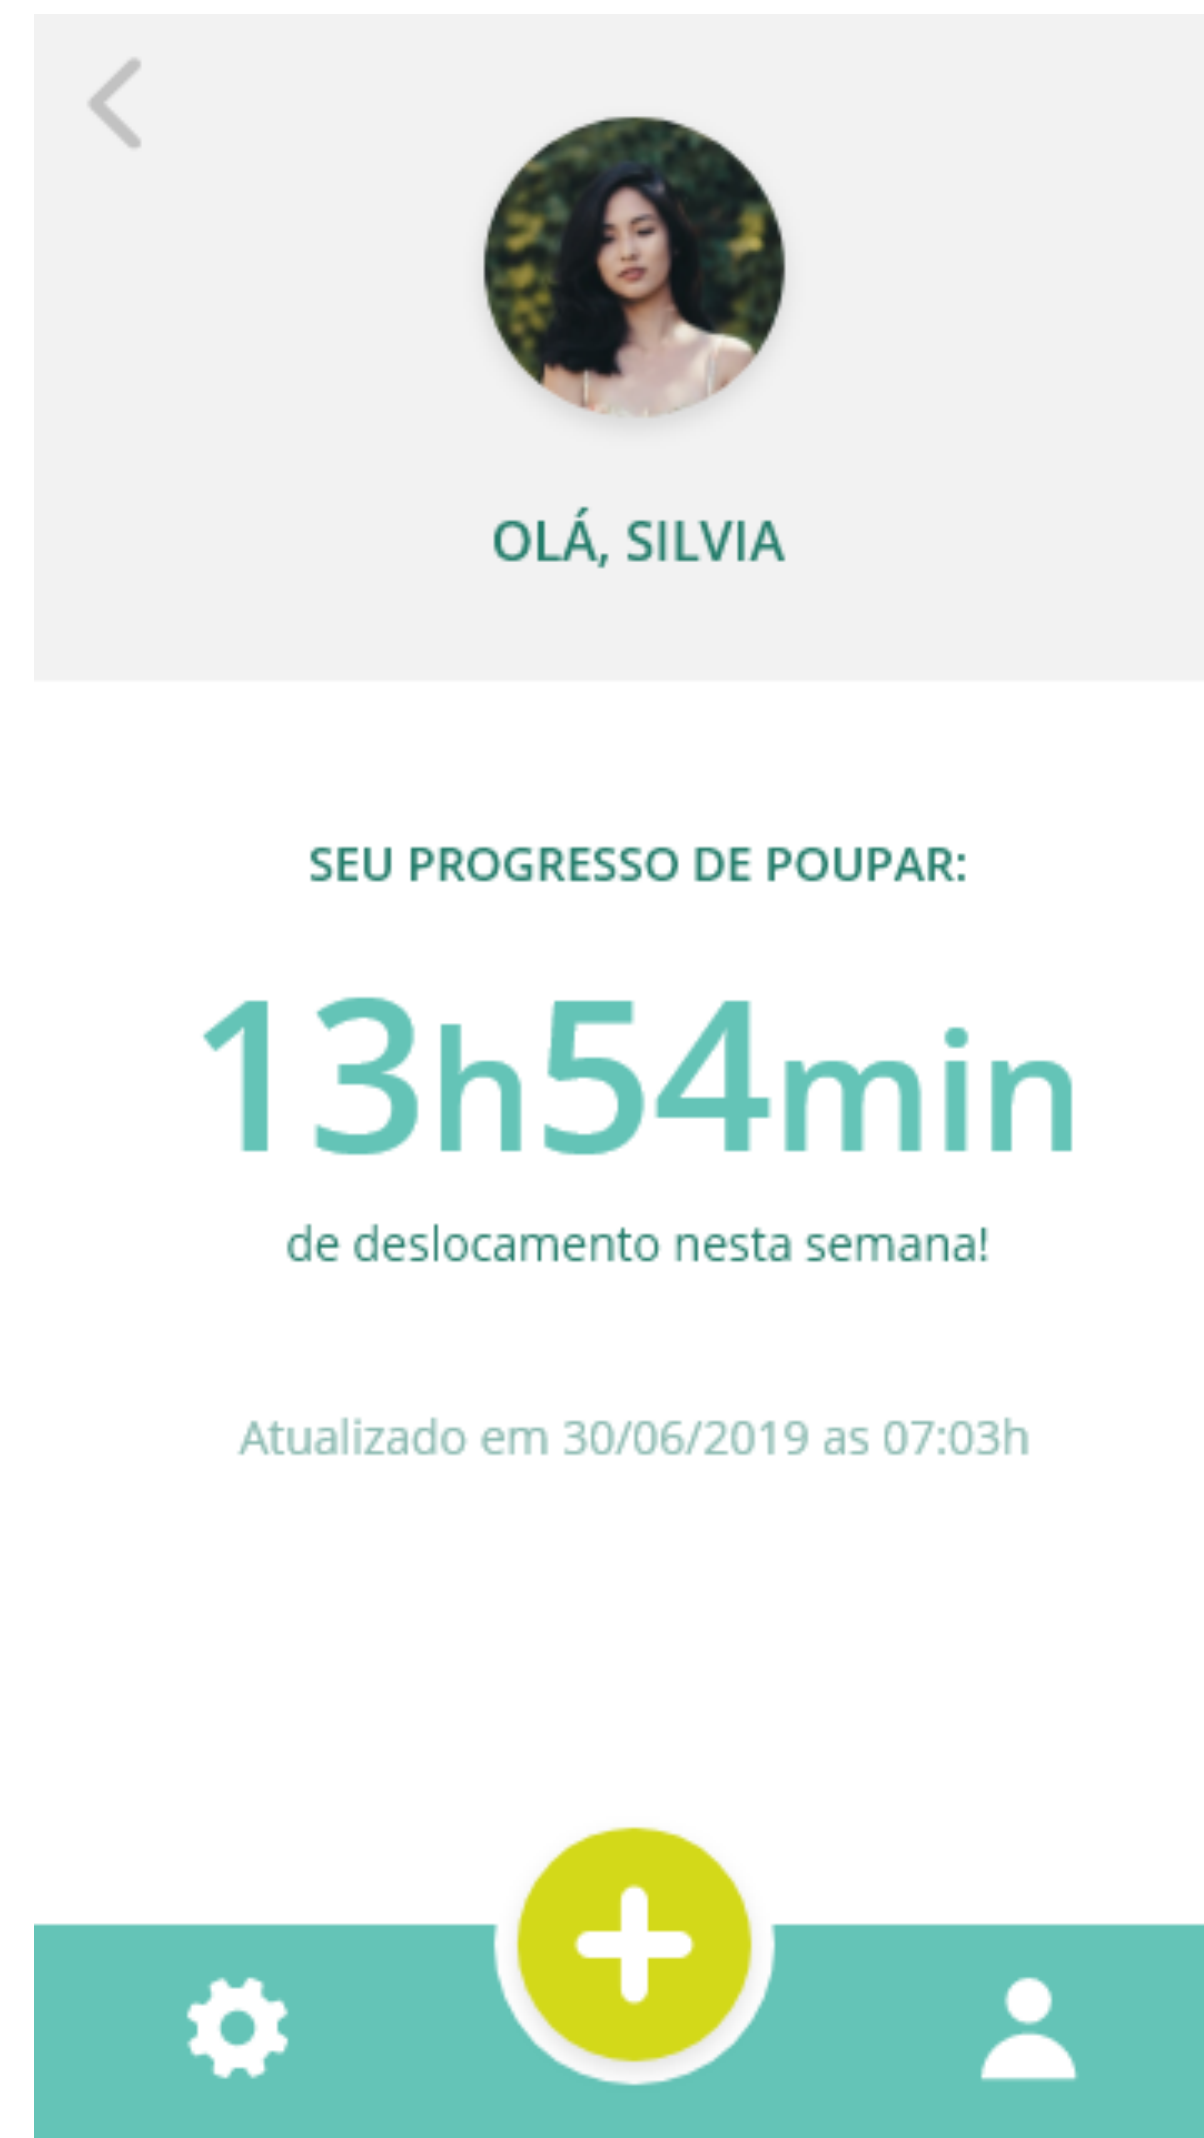 OLÁ, SILVIA
SEU PROGRESSO DE POUPAR:
13h54min
de deslocamento nesta semana!
Atualizado em 30/06/2019 as 07:03h